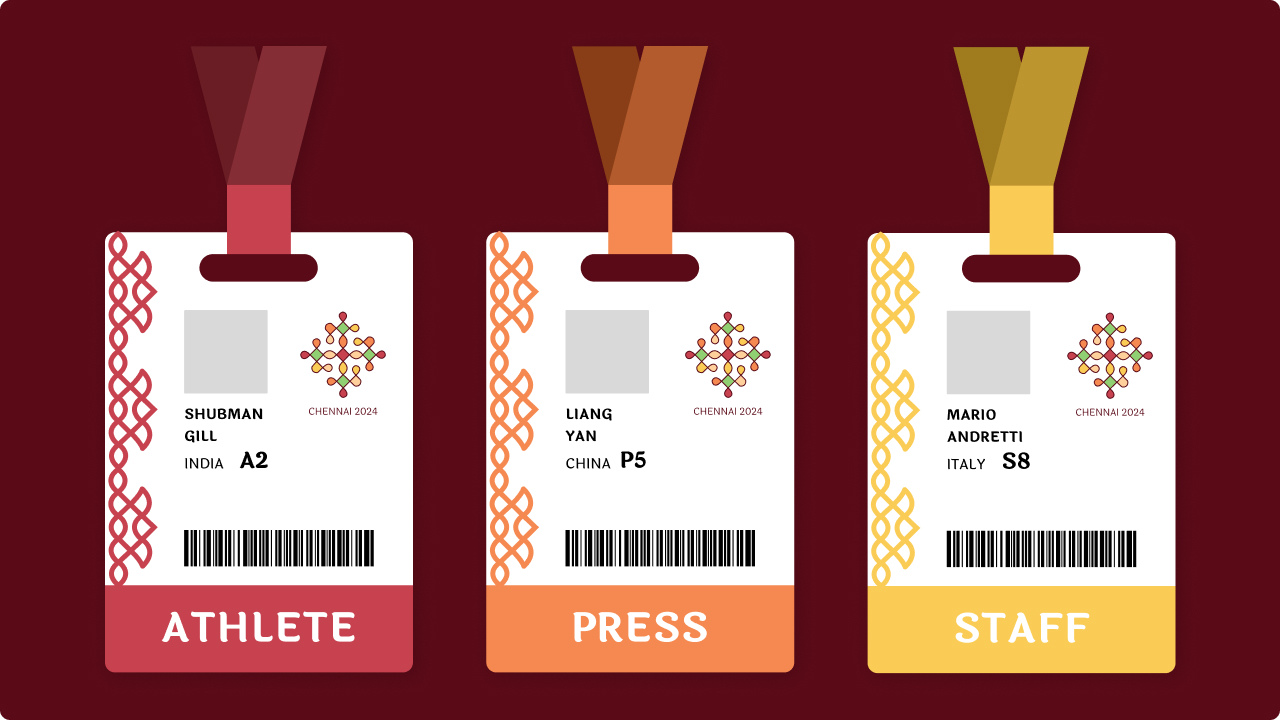 SHUBMAN
GILL
INDIA A2
CHENNAI 2024
ATHLETE
LIANG
YAN
CHINA P5
CHENNAI 2024
PRESS
MARIO
ANDRETTI
ITALY S8
CHENNAI 2024
STAFF